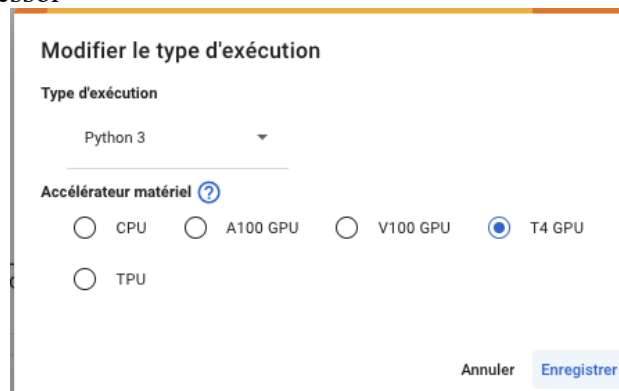 Modifier le type d'exécution
Type d'exécution
Python 3
Accélérateur matériel ?
CPU A100 GPU V100 GPU T4 GPU
TPU
Annuler Enregistrer